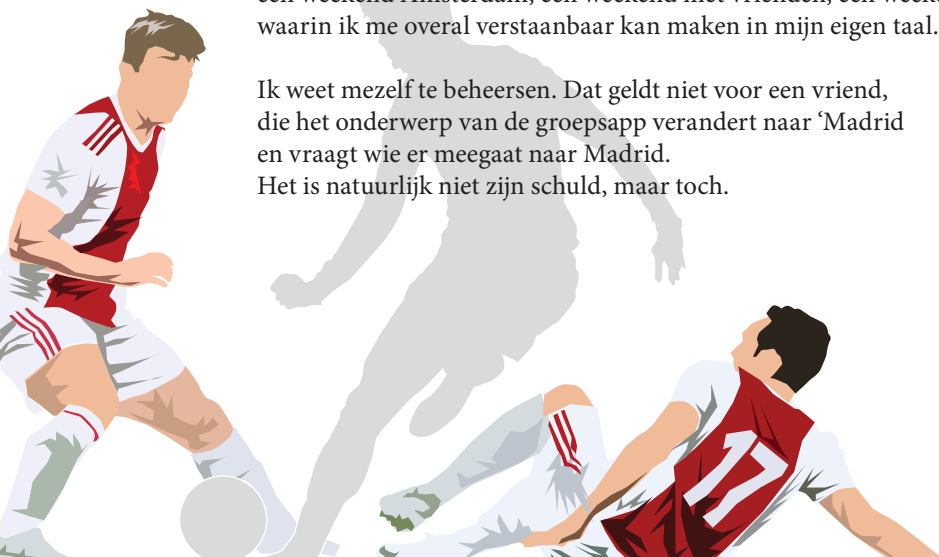 waarin ik me overal verstaanbaar kan maken in mijn eigen taal.
Ik weet mezelf te beheersen. Dat geldt niet voor een vriend,
die het onderwerp van de groepsapp verandert naar ‘Madrid
en vraagt wie er meegaat naar Madrid.
Het is natuurlijk niet zijn schuld, maar toch.
17